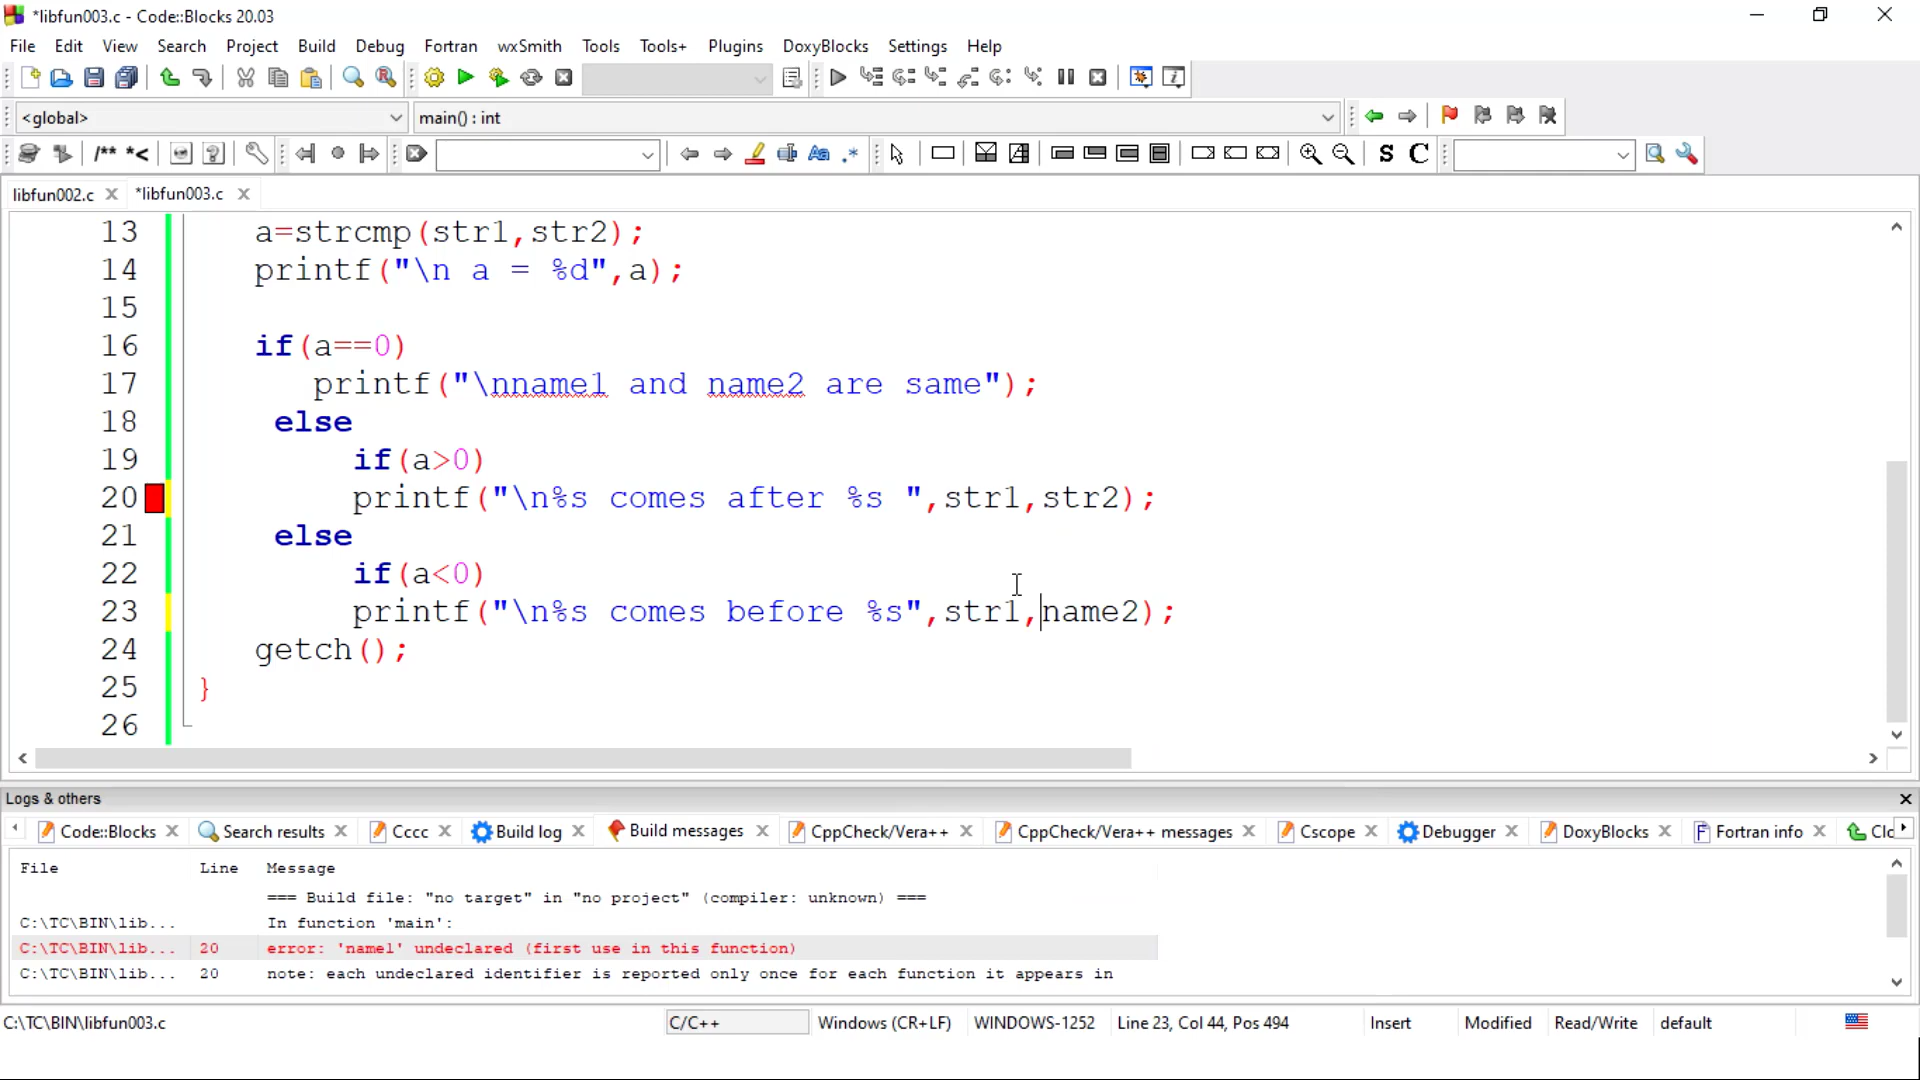 *libfun003.c - Code::Blocks 20.03
File Edit View Search Project Build Debug Fortran wxSmith Tools Tools+ Plugins DoxyBlocks Settings Help
<global> main() : int
/** *< Aa .* S C
libfun002.c *libfun003.c
13 a=strcmp(str1,str2);
14 printf("\n a = %d",a);
15
16 if(a==0)
17 printf("\nname1 and name2 are same");
18 else
19 if(a>0)
20 printf("\n%s comes after %s ",str1,str2);
21 else
22 if(a<0)
23 printf("\n%s comes before %s",str1,name2);
24 getch();
25 }
26
Logs & others
Code::Blocks Search results Cccc Build log Build messages CppCheck/Vera++ CppCheck/Vera++ messages Cscope Debugger DoxyBlocks Fortran info Clo
File Line Message
=== Build file: "no target" in "no project" (compiler: unknown) ===
C:\TC\BIN\lib... In function 'main':
C:\TC\BIN\lib... 20 error: 'name1' undeclared (first use in this function)
C:\TC\BIN\lib... 20 note: each undeclared identifier is reported only once for each function it appears in
C:\TC\BIN\libfun003.c C/C++ Windows (CR+LF) WINDOWS-1252 Line 23, Col 44, Pos 494 Insert Modified Read/Write default